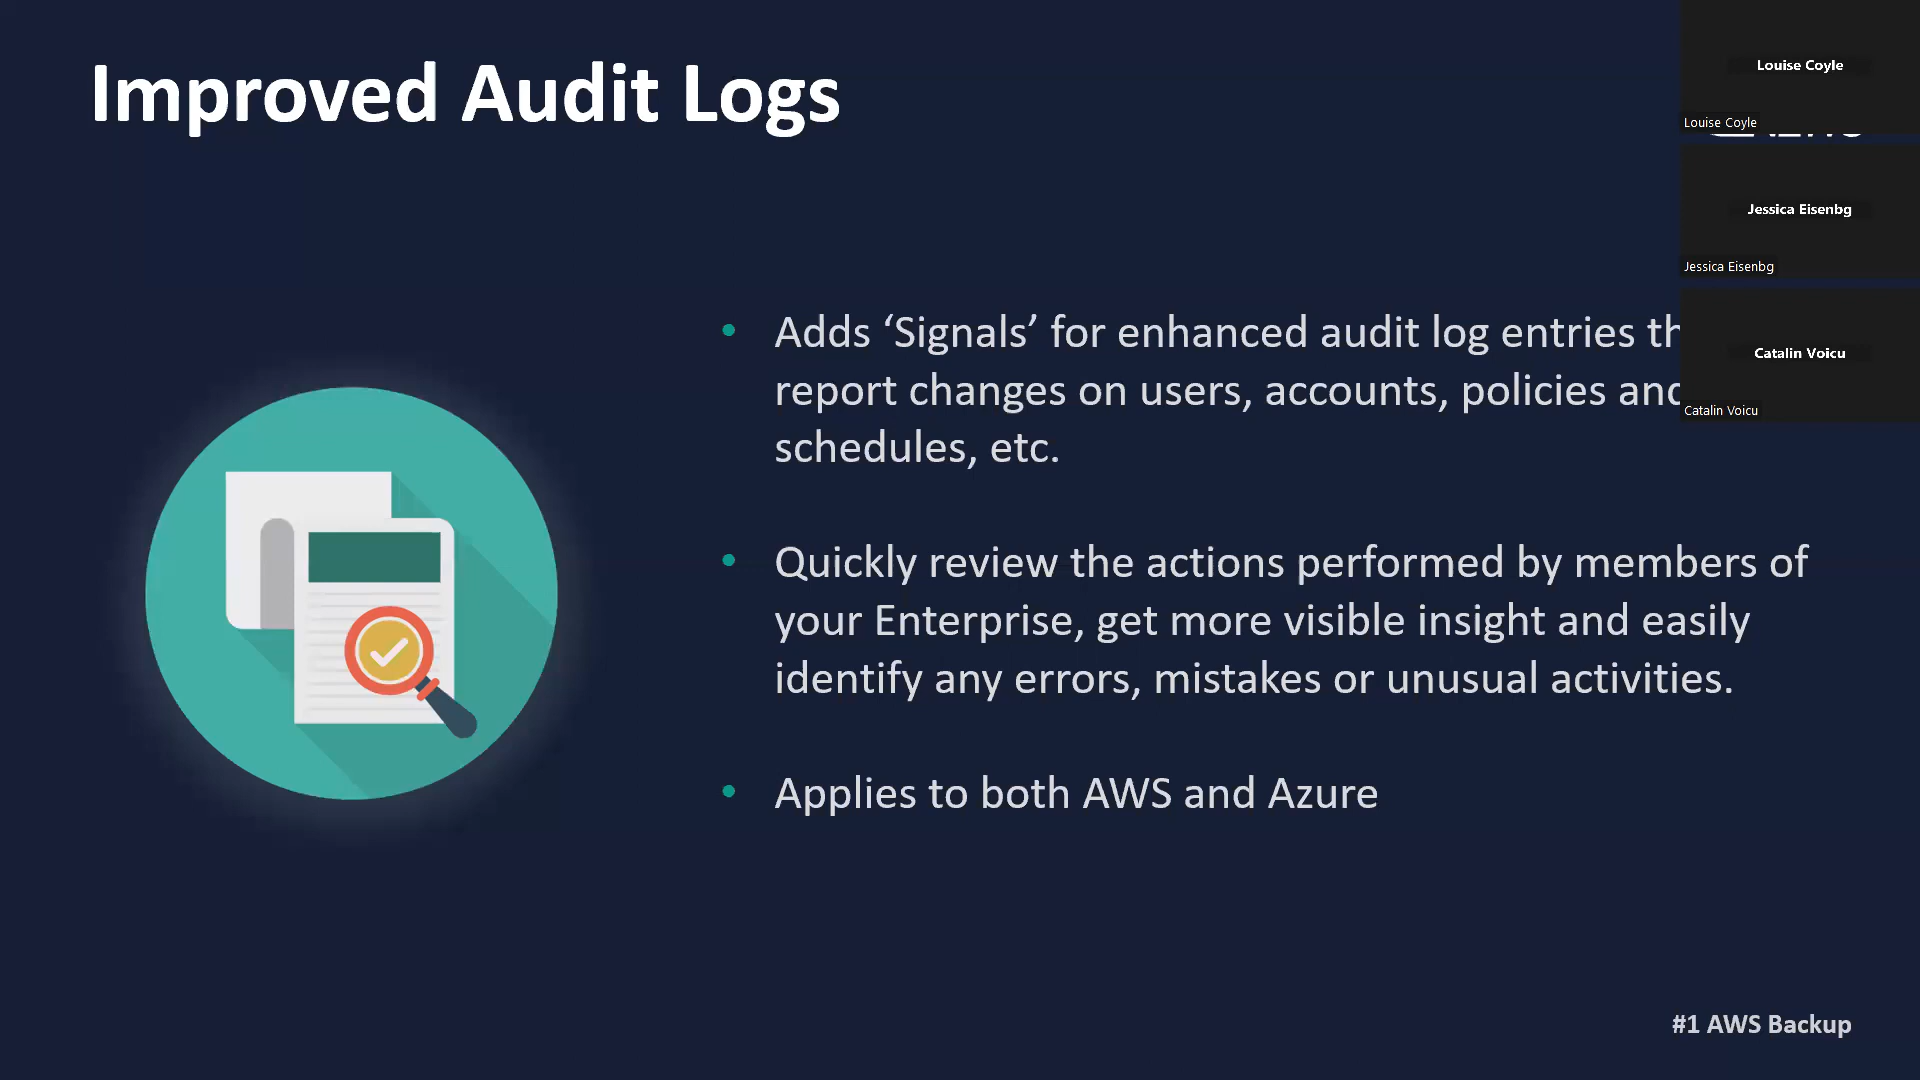 Improved Audit Logs
Louise Coyle
Louise Coyle
Jessica Eisenbg
Jessica Eisenbg
Catalin Voicu
Catalin Voicu
• Adds ‘Signals’ for enhanced audit log entries
report changes on users, accounts, policies and
schedules, etc.
• Quickly review the actions performed by members of
your Enterprise, get more visible insight and easily
identify any errors, mistakes or unusual activities.
• Applies to both AWS and Azure
#1 AWS Backup